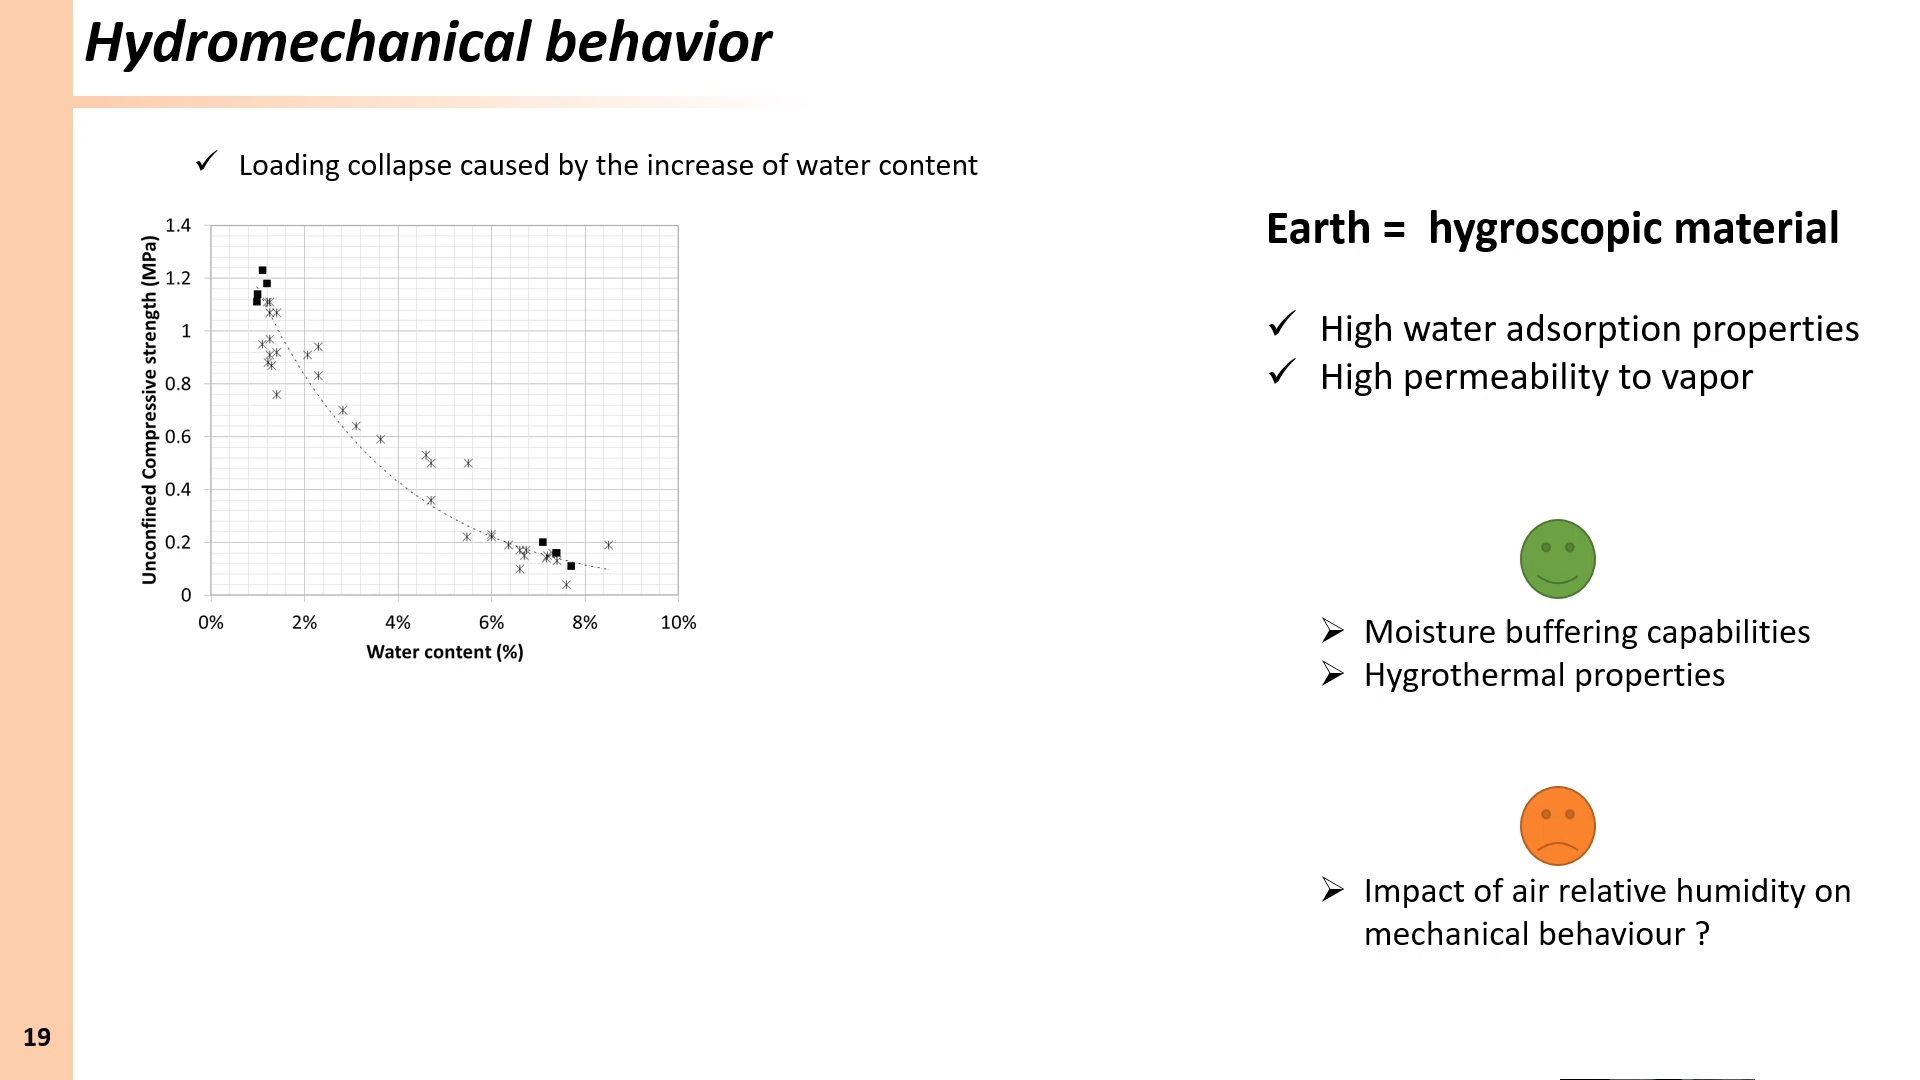 Hydromechanical behavior
✓ Loading collapse caused by the increase of water content
Unconfined Compressive strength (MPa)
1.4
1.2
1
0.8
0.6
0.4
0.2
0
0% 2% 4% 6% 8% 10%
Water content (%)
Earth = hygroscopic material
✓ High water adsorption properties
✓ High permeability to vapor
➢ Moisture buffering capabilities
➢ Hygrothermal properties
➢ Impact of air relative humidity on
mechanical behaviour ?
19